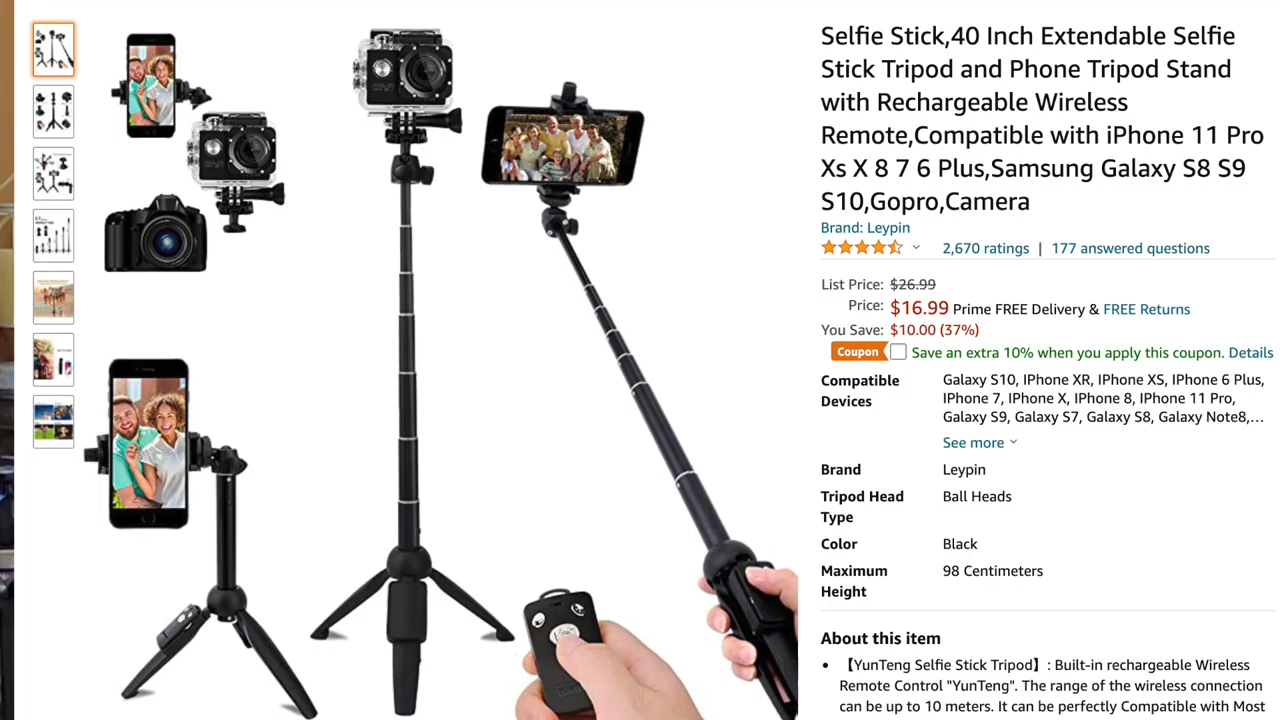 Selfie Stick,40 Inch Extendable Selfie
Stick Tripod and Phone Tripod Stand
with Rechargeable Wireless
Remote,Compatible with iPhone 11 Pro
Xs X 8 7 6 Plus,Samsung Galaxy S8 S9
S10,Gopro,Camera
Brand: Leypin
2,670 ratings | 177 answered questions
List Price: $26.99
Price: $16.99 Prime FREE Delivery & FREE Returns
You Save: $10.00 (37%)
Coupon Save an extra 10% when you apply this coupon. Details
Compatible Devices Galaxy S10, IPhone XR, IPhone XS, IPhone 6 Plus,
IPhone 7, IPhone X, IPhone 8, IPhone 11 Pro,
Galaxy S9, Galaxy S7, Galaxy S8, Galaxy Note8,…
See more
Brand Leypin
Tripod Head Type Ball Heads
Color Black
Maximum Height 98 Centimeters
About this item
• 【YunTeng Selfie Stick Tripod】: Built-in rechargeable Wireless
Remote Control "YunTeng". The range of the wireless connection
can be up to 10 meters. It can be perfectly Compatible with Most